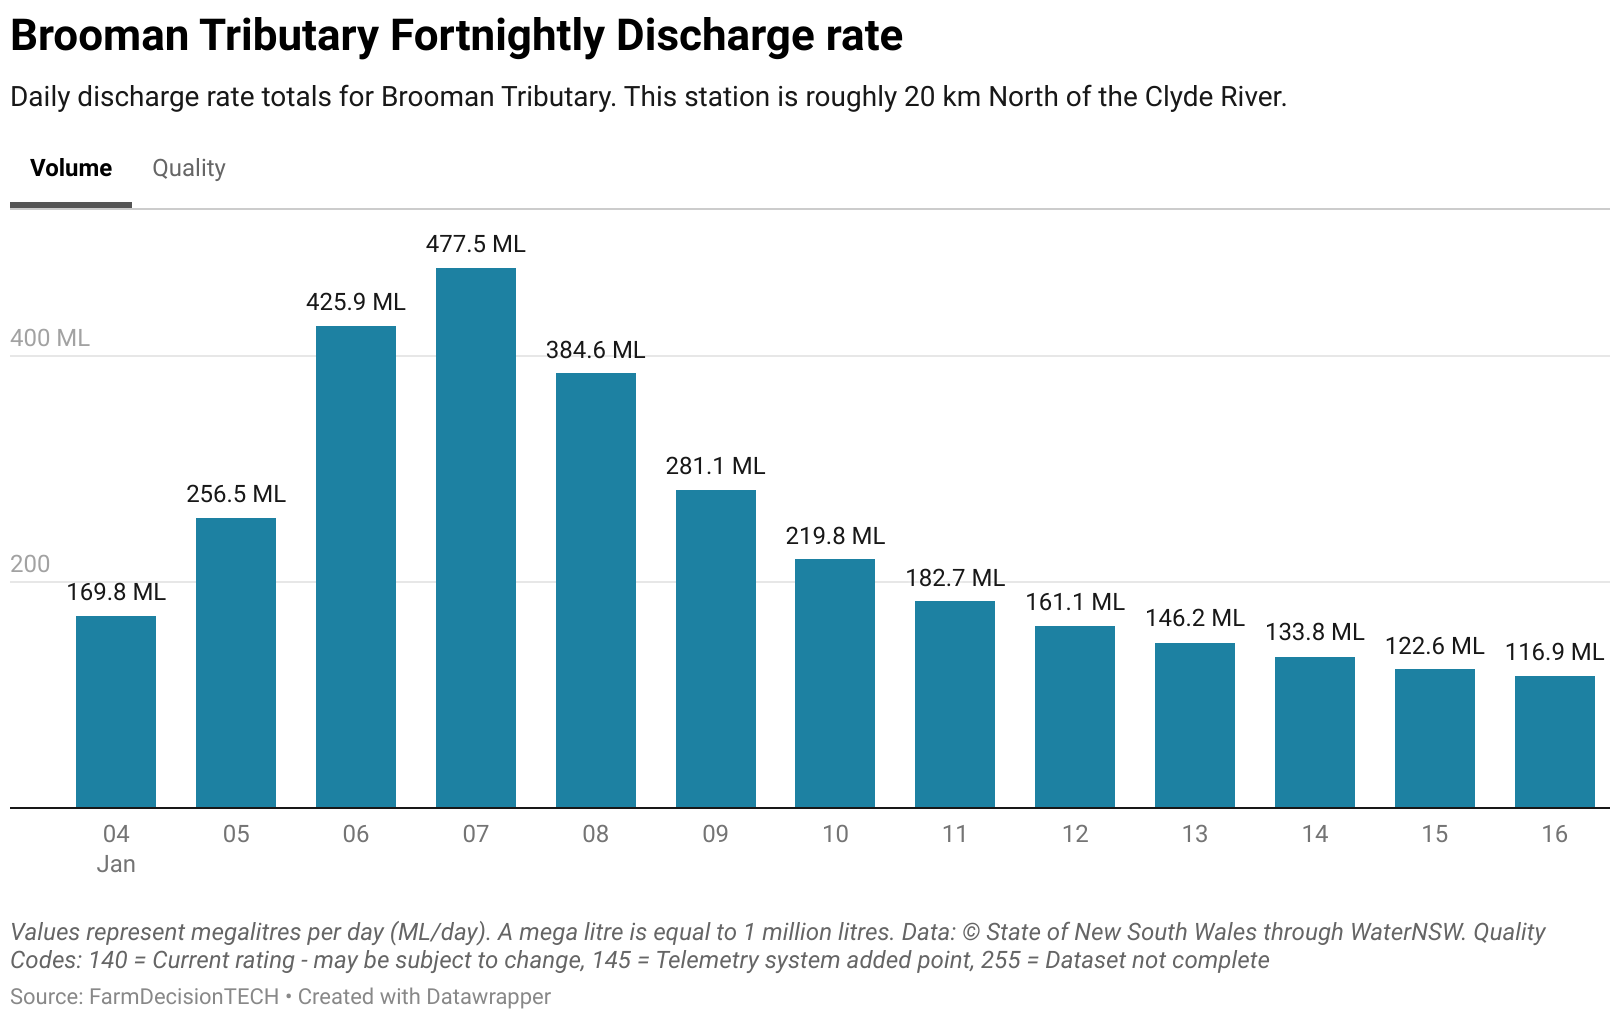 Brooman Tributary Fortnightly Discharge rate
Daily discharge rate totals for Brooman Tributary. This station is roughly 20 km North of the Clyde River.
Volume Quality
477.5 ML
425.9 ML
400 ML
384.6 ML
281.1 ML
256.5 ML
219.8 ML
200
182.7 ML
169.8 ML
161.1 ML
146.2 ML
133.8 ML
122.6 ML
116.9 ML
04 05 06 07 08 09 10 11 12 13 14 15 16
Jan
Values represent megalitres per day (ML/day). A mega litre is equal to 1 million litres. Data: © State of New South Wales through WaterNSW. Quality
Codes: 140 = Current rating - may be subject to change, 145 = Telemetry system added point, 255 = Dataset not complete
Source: FarmDecisionTECH • Created with Datawrapper